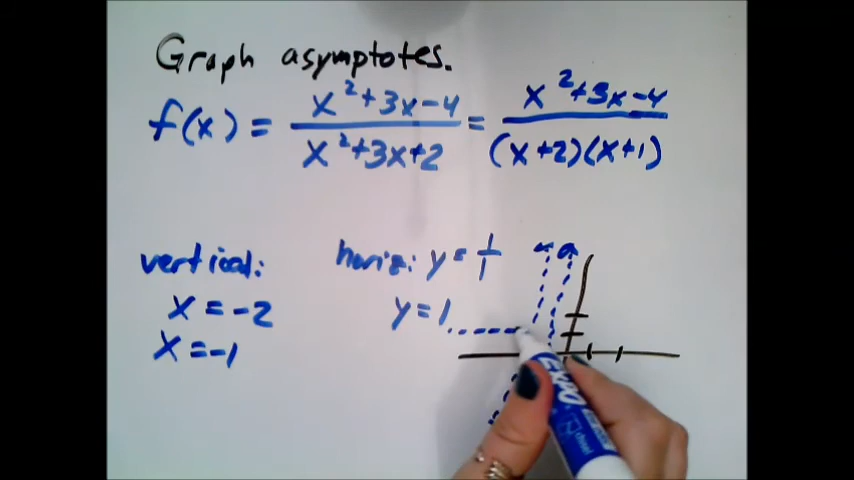 Graph asymptotes.
f(x) = x²+3x-4 / x²+3x+2 = x²+3x-4 / (x+2)(x+1)
vertical:
x = -2
x = -1
horiz: y = 1/1
y = 1
EXPO